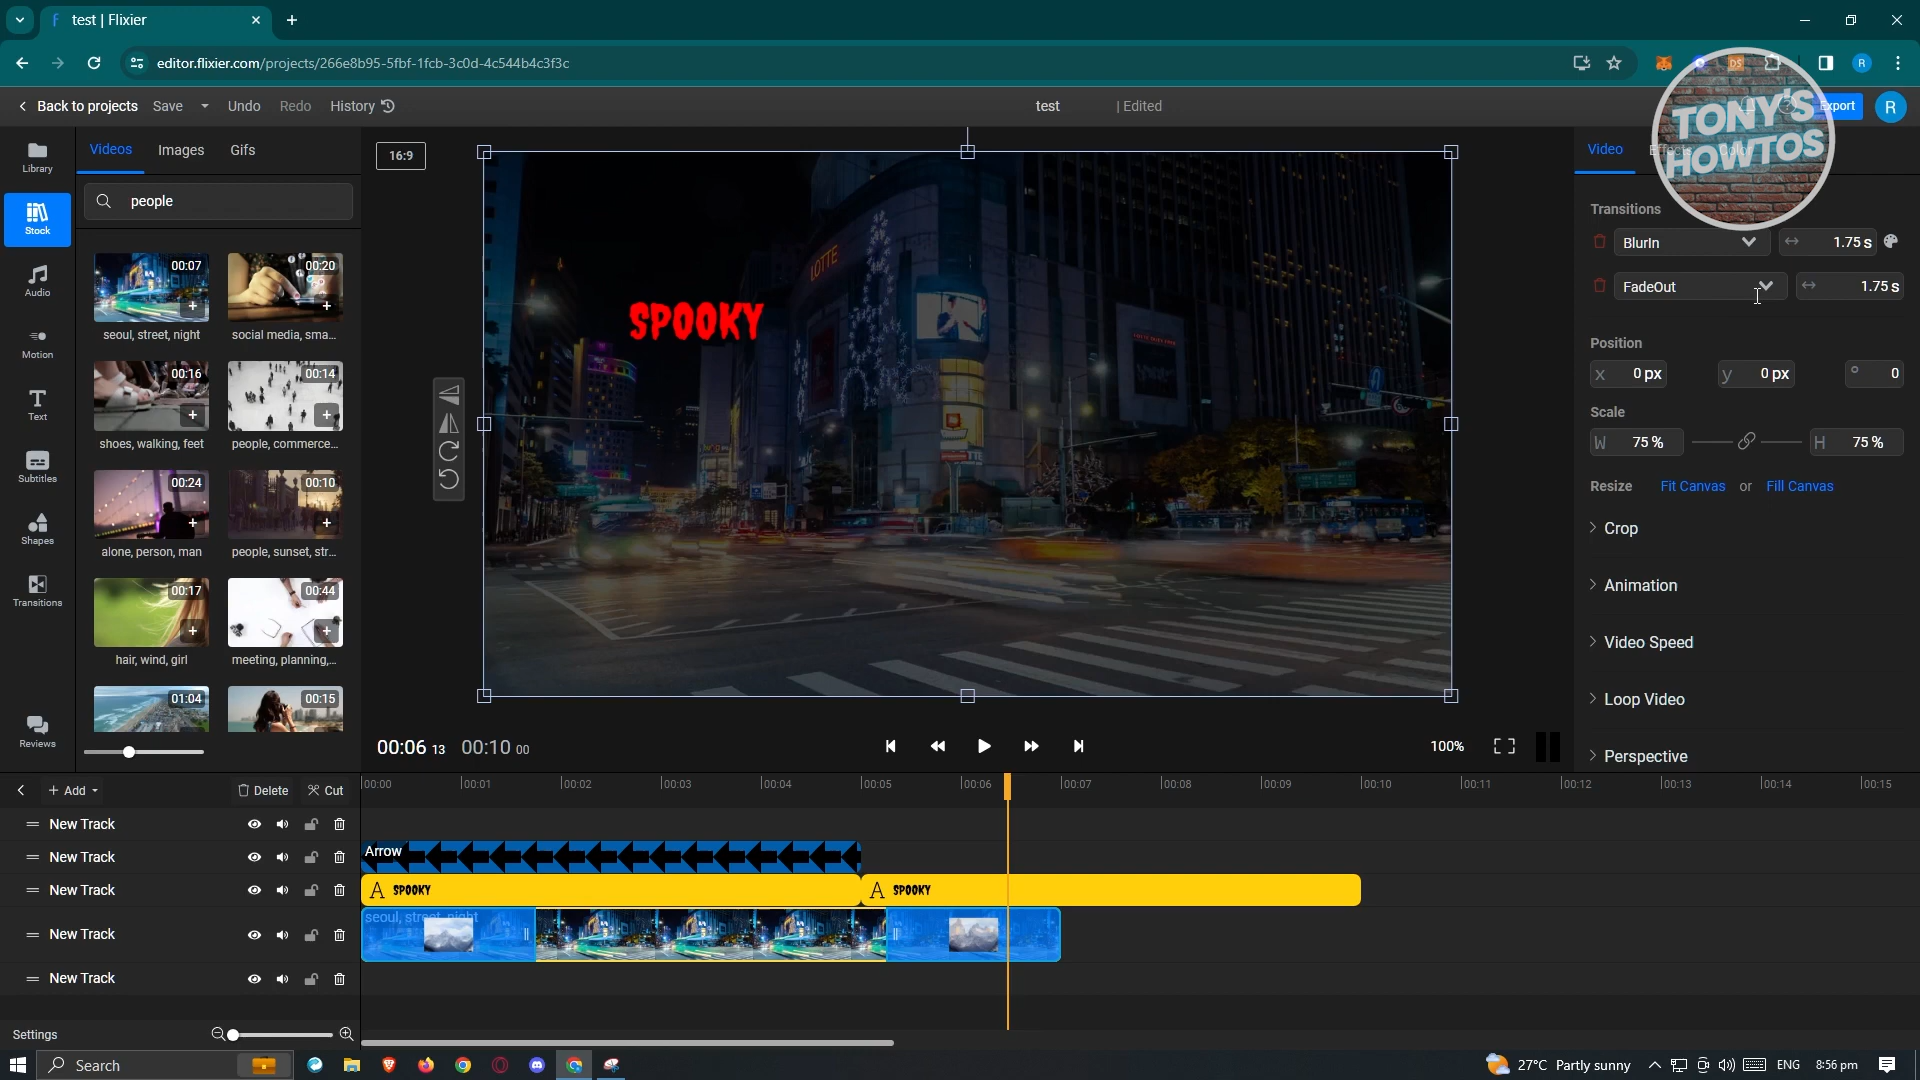 test | Flixier
editor.flixier.com/projects/266e8b95-5fbf-1fcb-3c0d-4c544b4c3f3c
Back to projects Save Undo Redo History test | Edited Export R
TONY'S HOWTOS
Library
Stock
Audio
Motion
Text
Subtitles
Shapes
Transitions
Reviews
Videos Images Gifs
people
00:07 00:20
seoul, street, night social media, sma...
00:16 00:14
shoes, walking, feet people, commerce...
00:24 00:10
alone, person, man people, sunset, str...
00:17 00:44
hair, wind, girl meeting, planning,...
01:04 00:15
16:9
LOTTE
SPOOKY
00:06 13 00:10 00
100%
Video
Transitions
BlurIn 1.75 s
FadeOut 1.75 s
Position
x 0 px y 0 px ° 0
Scale
W 75 % H 75 %
Resize Fit Canvas or Fill Canvas
Crop
Animation
Video Speed
Loop Video
Perspective
+ Add Delete Cut
00:00 00:01 00:02 00:03 00:04 00:05 00:06 00:07 00:08 00:09 00:10 00:11 00:12 00:13 00:14 00:15
New Track
New Track Arrow
New Track A SPOOKY A SPOOKY
New Track seoul, street, night
New Track
Settings
Search
27°C Partly sunny ENG 8:56 pm